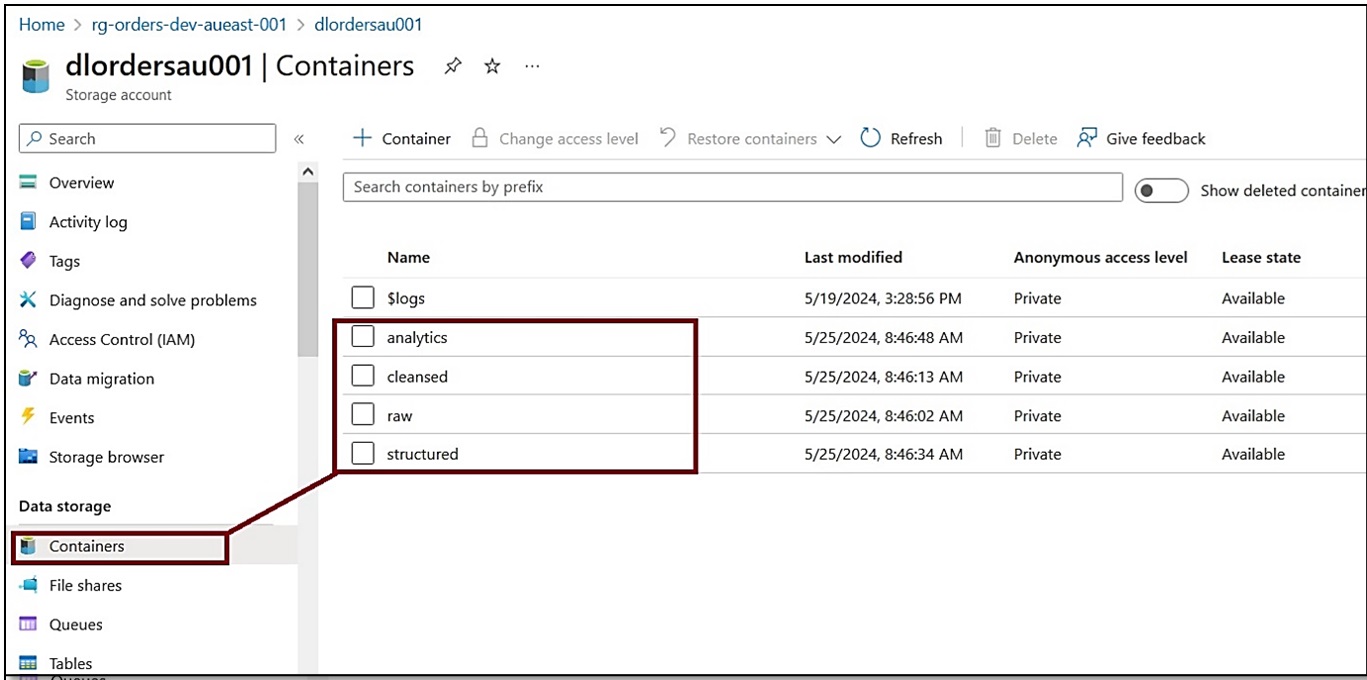 Home > rg-orders-dev-aueast-001 > dlordersau001
dlordersau001 | Containers
Storage account
Search
Container Change access level Restore containers Refresh Delete Give feedback
Search containers by prefix
Show deleted container
Overview
Activity log
Tags
Diagnose and solve problems
Access Control (IAM)
Data migration
Events
Storage browser
Data storage
Containers
File shares
Queues
Tables
Queues
Name Last modified Anonymous access level Lease state
$logs 5/19/2024, 3:28:56 PM Private Available
analytics 5/25/2024, 8:46:48 AM Private Available
cleansed 5/25/2024, 8:46:13 AM Private Available
raw 5/25/2024, 8:46:02 AM Private Available
structured 5/25/2024, 8:46:34 AM Private Available